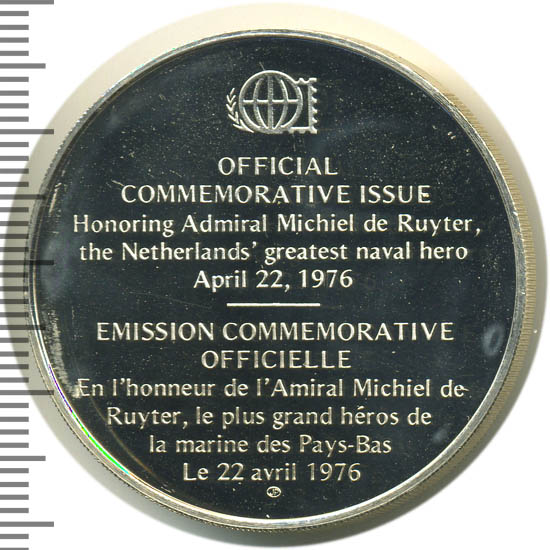 OFFICIAL
COMMEMORATIVE ISSUE
Honoring Admiral Michiel de Ruyter,
the Netherlands' greatest naval hero
April 22, 1976
EMISSION COMMEMORATIVE
OFFICIELLE
En l'honneur de l'Amiral Michiel de
Ruyter, le plus grand héros de
la marine des Pays-Bas
Le 22 avril 1976